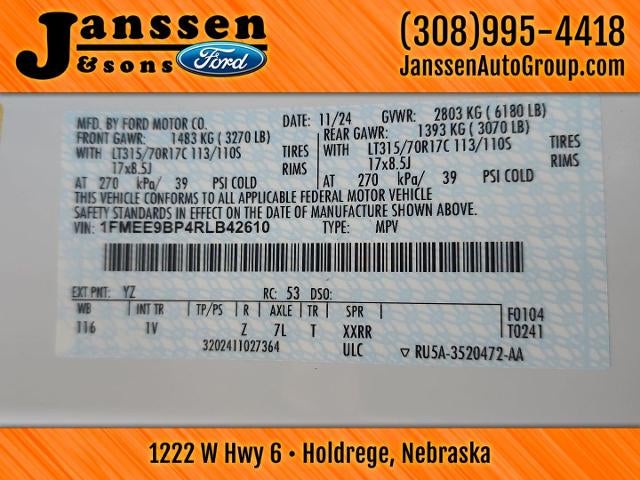 Janssen
& sons
Ford
(308)995-4418
JanssenAutoGroup.com
MFD. BY FORD MOTOR CO.
DATE: 11/24 GVWR: 2803 KG ( 6180 LB)
FRONT GAWR: 1483 KG ( 3270 LB)
REAR GAWR: 1393 KG ( 3070 LB)
WITH LT315/70R17C 113/110S TIRES
WITH LT315/70R17C 113/110S TIRES
17x8.5J RIMS
17x8.5J RIMS
AT 270 kPa/ 39 PSI COLD
AT 270 kPa/ 39 PSI COLD
THIS VEHICLE CONFORMS TO ALL APPLICABLE FEDERAL MOTOR VEHICLE
SAFETY STANDARDS IN EFFECT ON THE DATE OF MANUFACTURE SHOWN ABOVE.
VIN: 1FMEE9BP4RLB42610 TYPE: MPV
EXT PNT: YZ RC: 53 DSO:
WB INT TR TP/PS R AXLE TR SPR
116 1V Z 7L T XXRR
F0104
T0241
3202411027364 ULC ▽ RU5A-3520472-AA
1222 W Hwy 6 • Holdrege, Nebraska